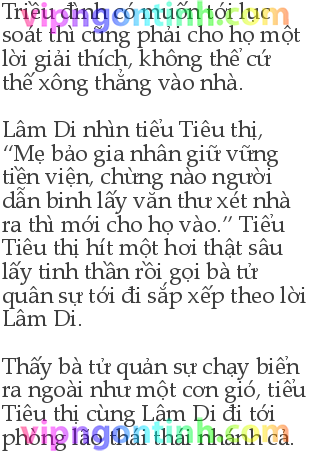 Triều đình có muốn tới lục
vipngontinh.com
soát thì cũng phải cho họ một
lời giải thích, không thể cứ
thế xông thẳng vào nhà.
Lâm Di nhìn tiểu Tiêu thị,
“Mẹ bảo gia nhân giữ vững
tiền viện, chừng nào người
dẫn binh lấy văn thư xét nhà
ra thì mới cho họ vào.” Tiểu
Tiêu thị hít một hơi thật sâu
lấy tinh thần rồi gọi bà tử
quân sự tới đi sắp xếp theo lời
Lâm Di.
Thấy bà tử quản sự chạy biến
ra ngoài như một cơn gió, tiểu
Tiêu thị cùng Lâm Di đi tới
vipngontinh.com
phòng lão thái thái nhánh cả.